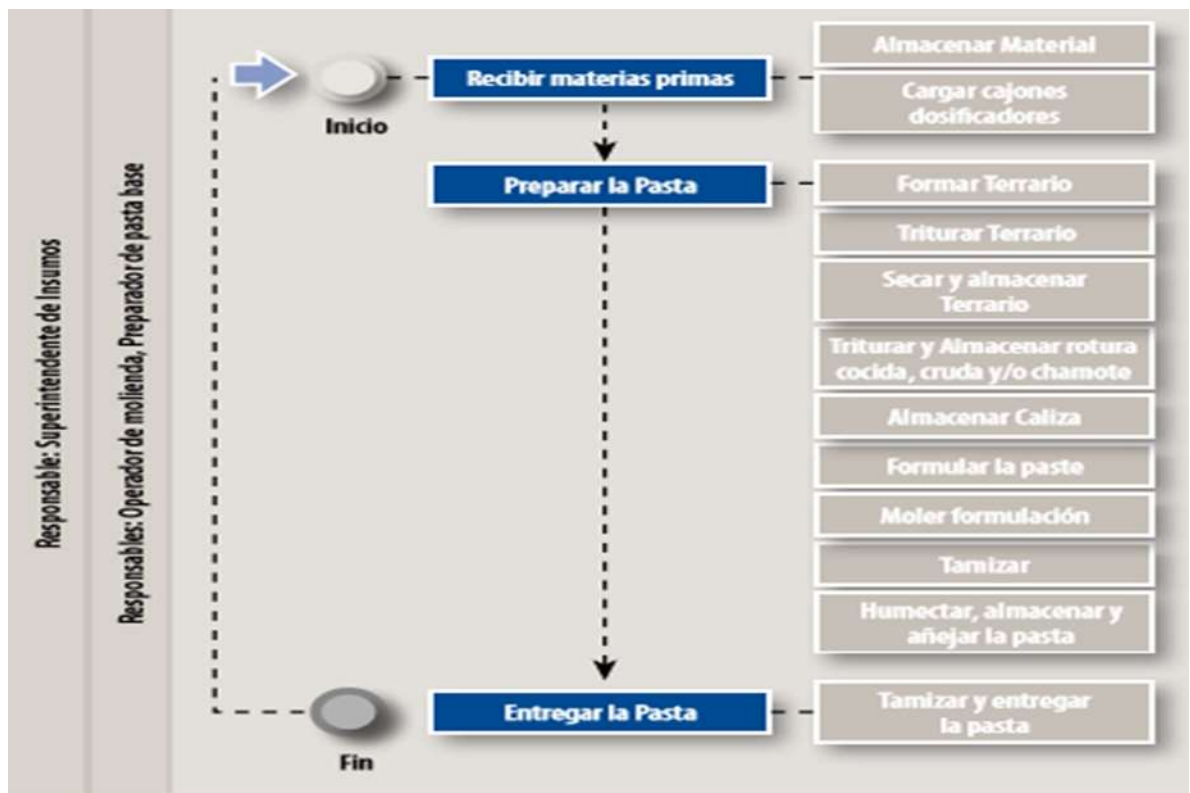 Responsable: Superintendente de Insumos
Responsables: Operador de molienda, Preparador de pasta base
Inicio
Recibir materias primas
Almacenar Material
Cargar cajones
dosificadores
Preparar la Pasta
Formar Terrario
Triturar Terrario
Secar y almacenar
Terrario
Triturar y Almacenar rotura
cocida, cruda y/o chamote
Almacenar Caliza
Formular la paste
Moler formulación
Tamizar
Humectar, almacenar y
añejar la pasta
Entregar la Pasta
Tamizar y entregar
la pasta
Fin